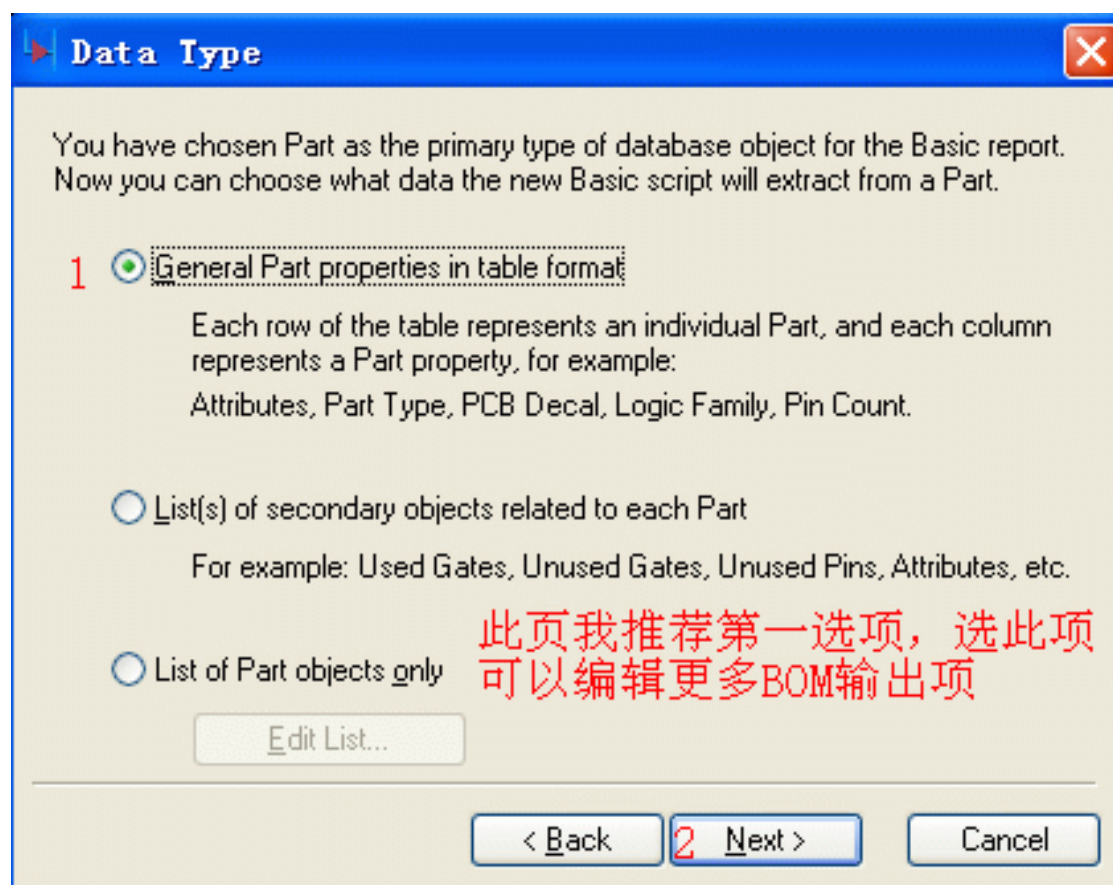 Data Type
You have chosen Part as the primary type of database object for the Basic report.
Now you can choose what data the new Basic script will extract from a Part.
1 General Part properties in table format
Each row of the table represents an individual Part, and each column
represents a Part property, for example:
Attributes, Part Type, PCB Decal, Logic Family, Pin Count.
List(s) of secondary objects related to each Part
For example: Used Gates, Unused Gates, Unused Pins, Attributes, etc.
此页我推荐第一选项，选此项
可以编辑更多BOM输出项
List of Part objects only
Edit List...
< Back 2 Next > Cancel